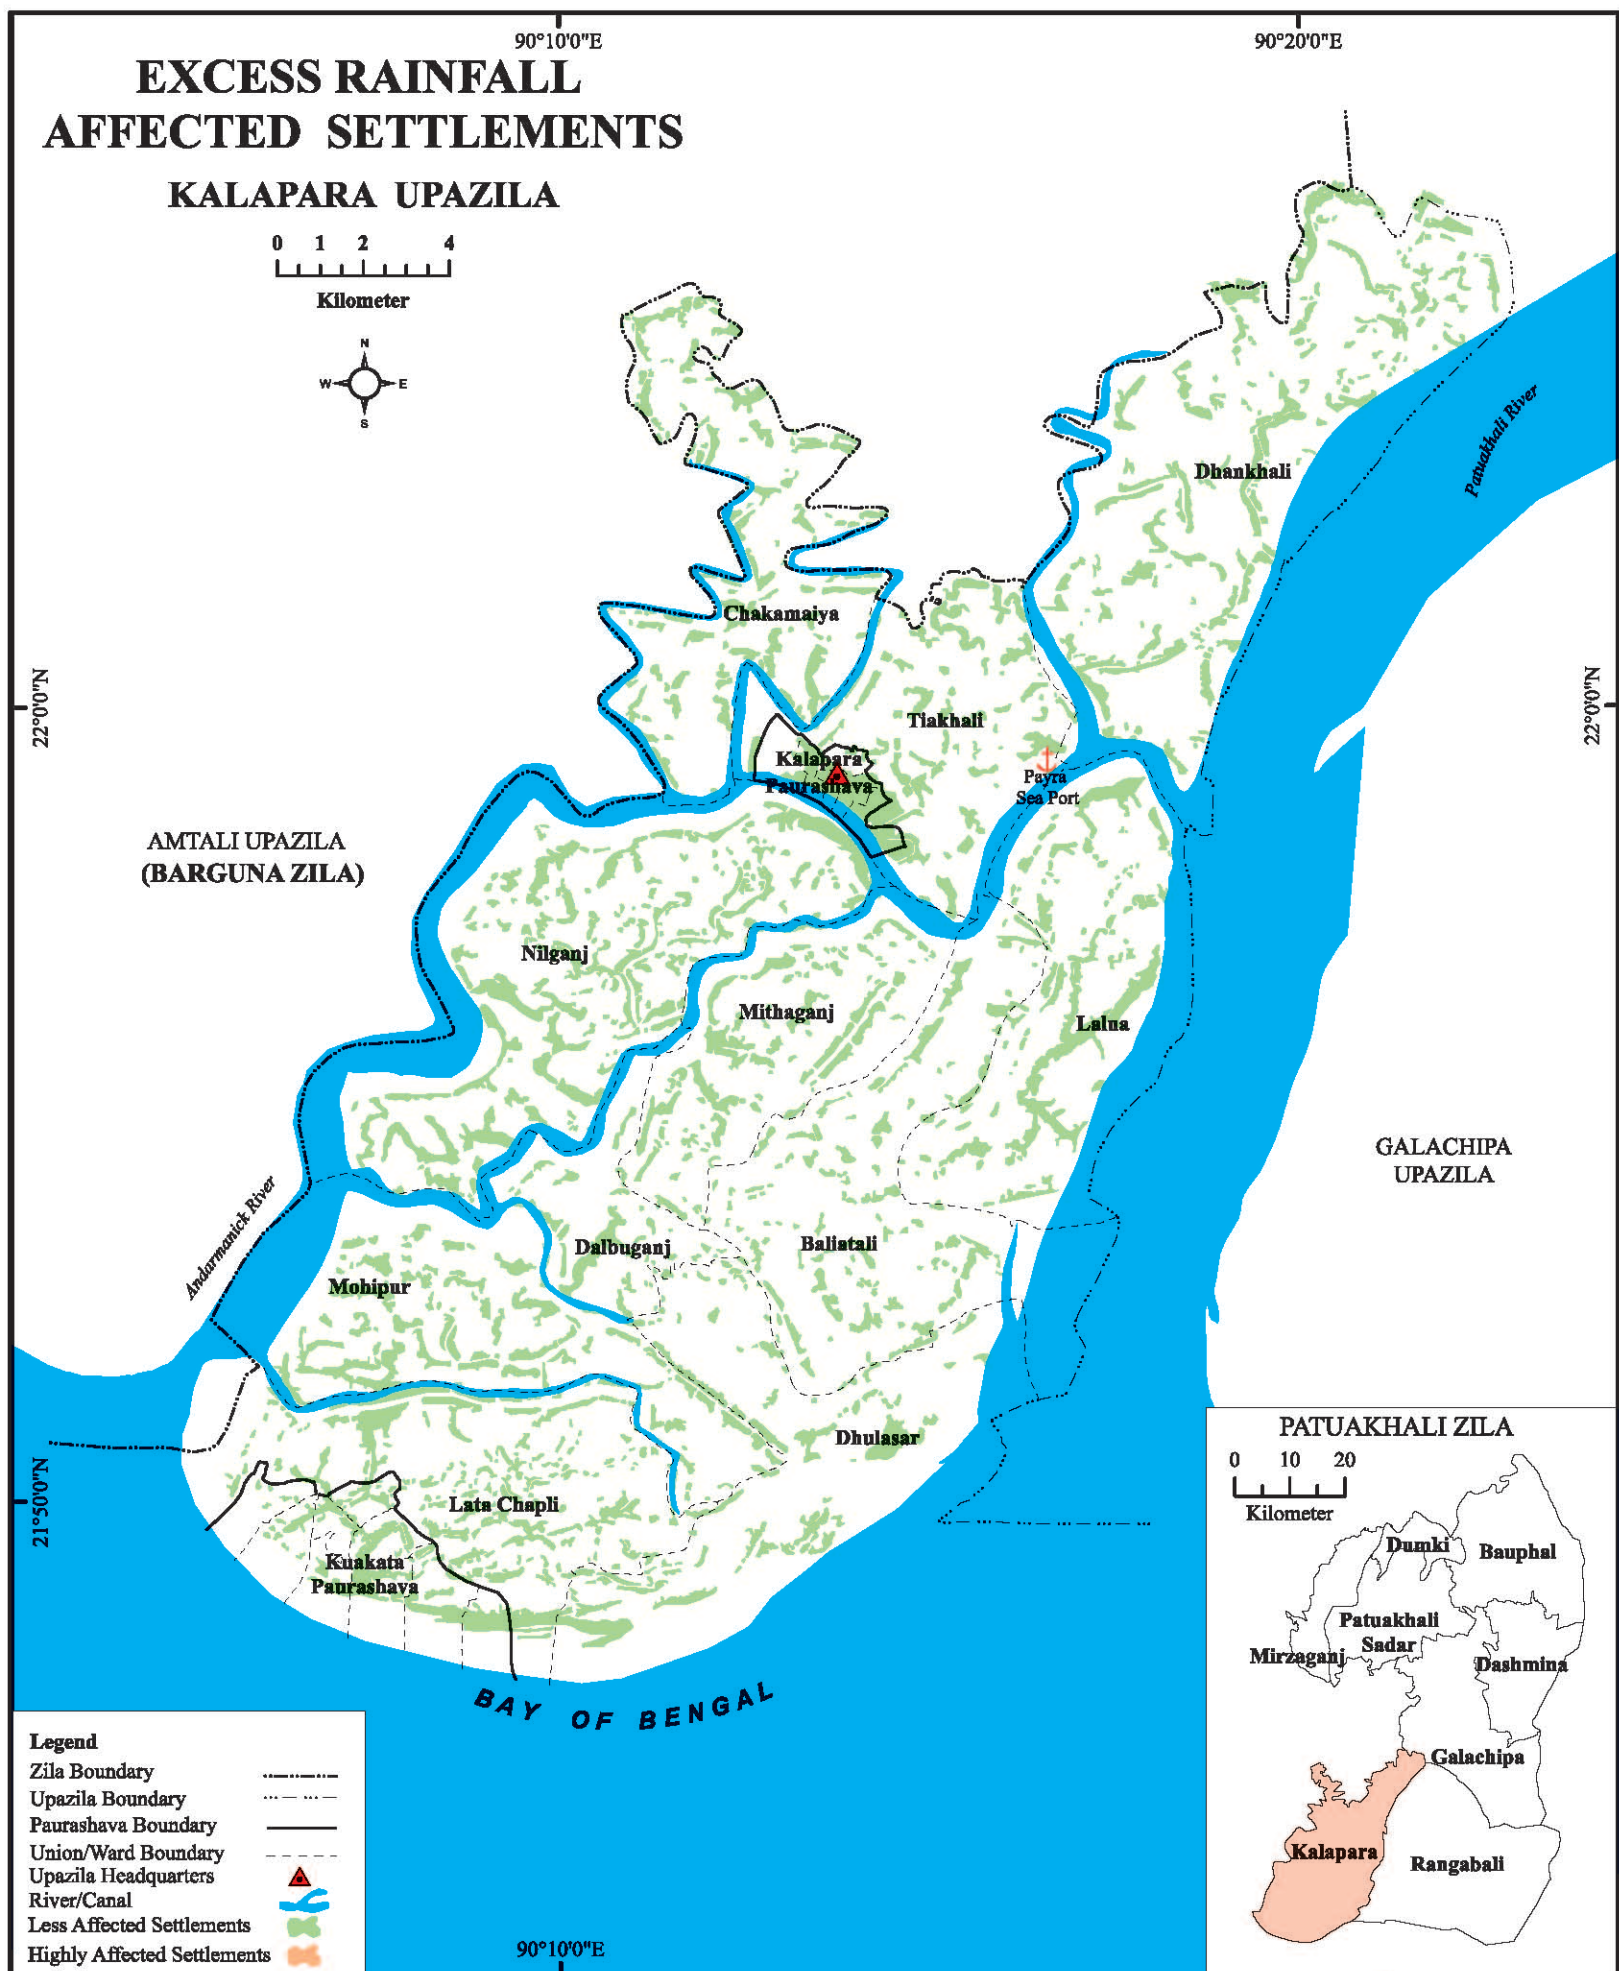 90°10'0"E
90°20'0"E
EXCESS RAINFALL
AFFECTED SETTLEMENTS
KALAPARA UPAZILA
0 1 2 4
Kilometer
N
W E
S
Patuakhali River
Dhankhali
Chakamaiya
22°0'0"N
22°0'0"N
Tiakhali
Kalapara
Paurashava
Payra
Sea Port
AMTALI UPAZILA
(BARGUNA ZILA)
Nilganj
Mithaganj
Lalua
GALACHIPA
UPAZILA
Andarmanick River
Dalbuganj
Baliatali
Mohipur
Dhulasar
21°50'0"N
Lata Chapli
Kuakata
Paurashava
BAY OF BENGAL
PATUAKHALI ZILA
0 10 20
Kilometer
Dumki
Bauphal
Patuakhali
Sadar
Mirzaganj
Dashmina
Galachipa
Kalapara
Rangabali
Legend
Zila Boundary
Upazila Boundary
Paurashava Boundary
Union/Ward Boundary
Upazila Headquarters
River/Canal
Less Affected Settlements
Highly Affected Settlements
90°10'0"E